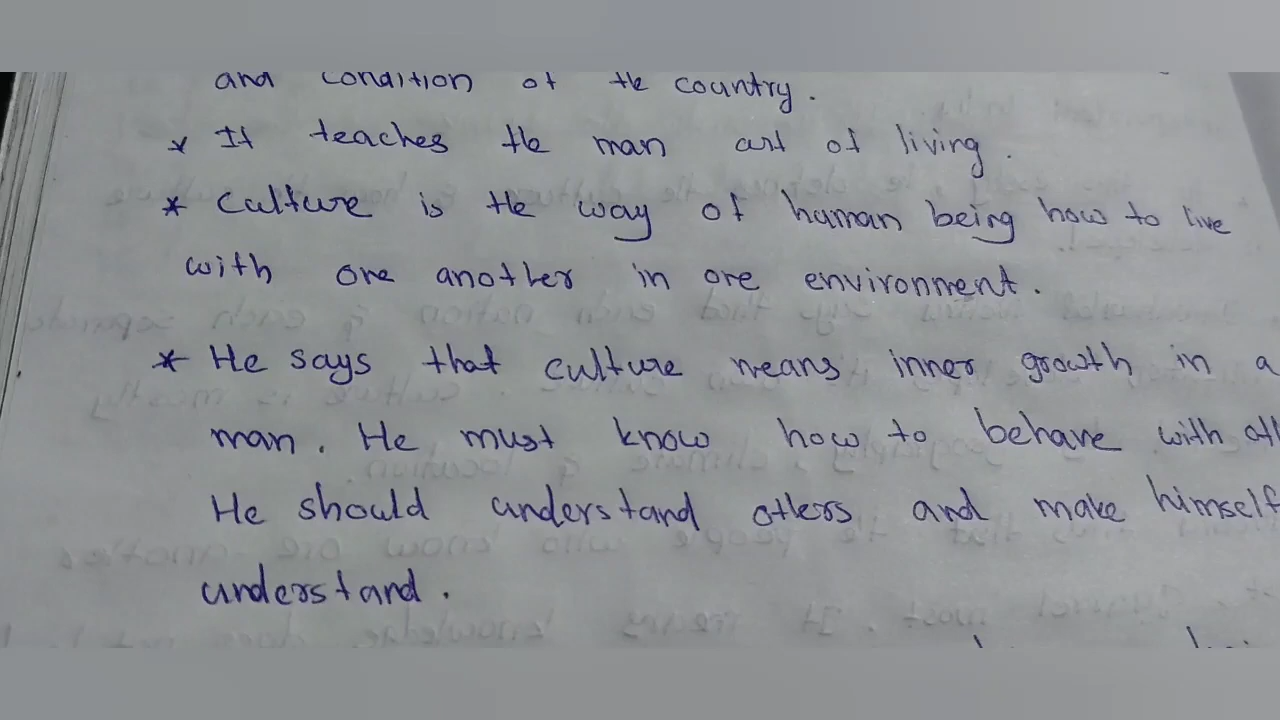 and condition of the country.
* It teaches the man art of living.
* Culture is the way of human being how to live
with one another in one environment.
* He says that culture means inner growth in a
man. He must know how to behave with
He should understand others and make himself
understand.